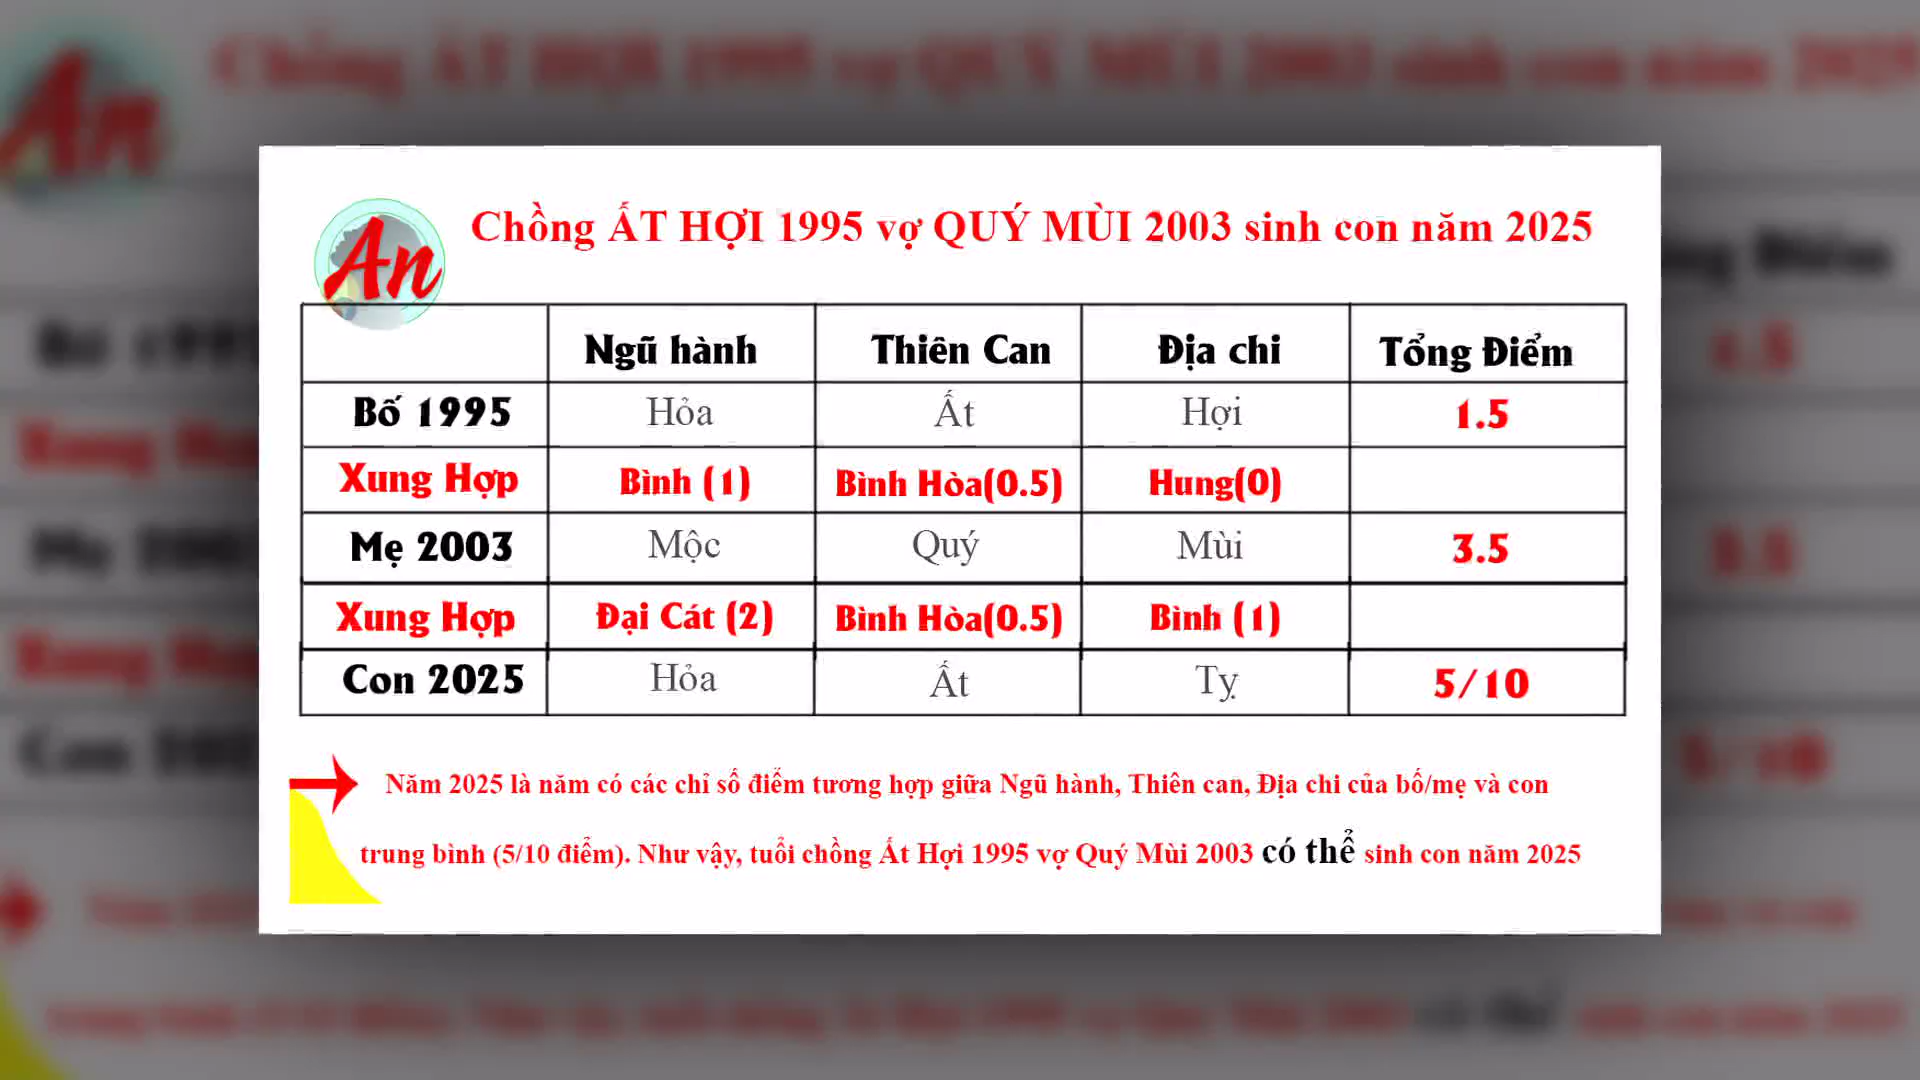 An
Chồng ẤT HỢI 1995 vợ QUÝ MÙI 2003 sinh con năm 2025
Ngũ hành Thiên Can Địa chi Tổng Điểm
Bố 1995 Hỏa Ất Hợi 1.5
Xung Hợp Bình (1) Bình Hòa(0.5) Hung(0)
Mẹ 2003 Mộc Quý Mùi 3.5
Xung Hợp Đại Cát (2) Bình Hòa(0.5) Bình (1)
Con 2025 Hỏa Ất Tỵ 5/10
Năm 2025 là năm có các chỉ số điểm tương hợp giữa Ngũ hành, Thiên can, Địa chi của bố/mẹ và con
trung bình (5/10 điểm). Như vậy, tuổi chồng Ất Hợi 1995 vợ Quý Mùi 2003 có thể sinh con năm 2025